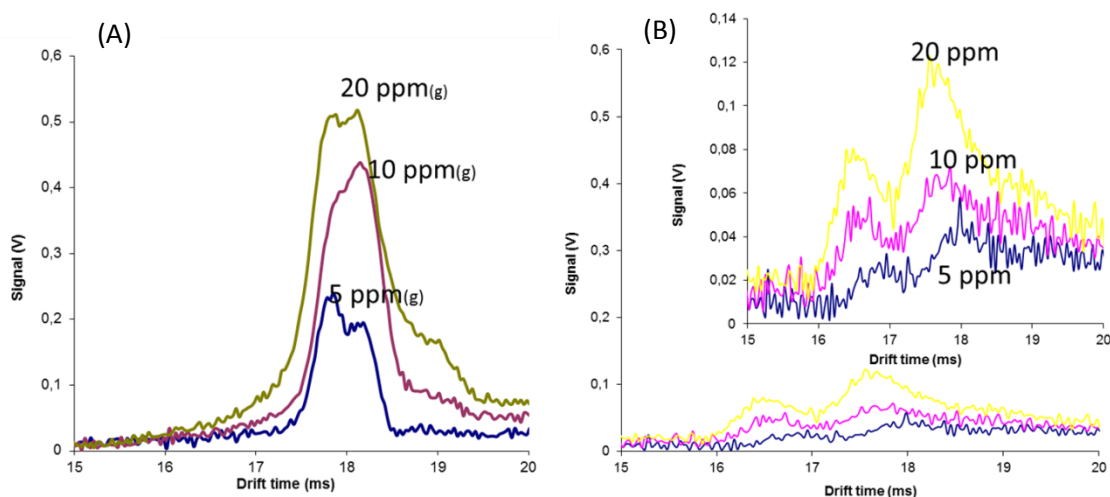 (A)
0,6
0,5
0,4
0,3
0,2
0,1
0
Signal (V)
20 ppm(g)
10 ppm(g)
5 ppm(g)
15 16 17 18 19 20
Drift time (ms)
(B)
0,6
0,5
0,4
0,3
0,2
0,1
0
Signal (V)
15 16 17 18 19 20
Drift time (ms)
0,14
0,12
0,1
0,08
0,06
0,04
0,02
0
Signal (V)
20 ppm
10 ppm
5 ppm
15 16 17 18 19 20
Drift time (ms)